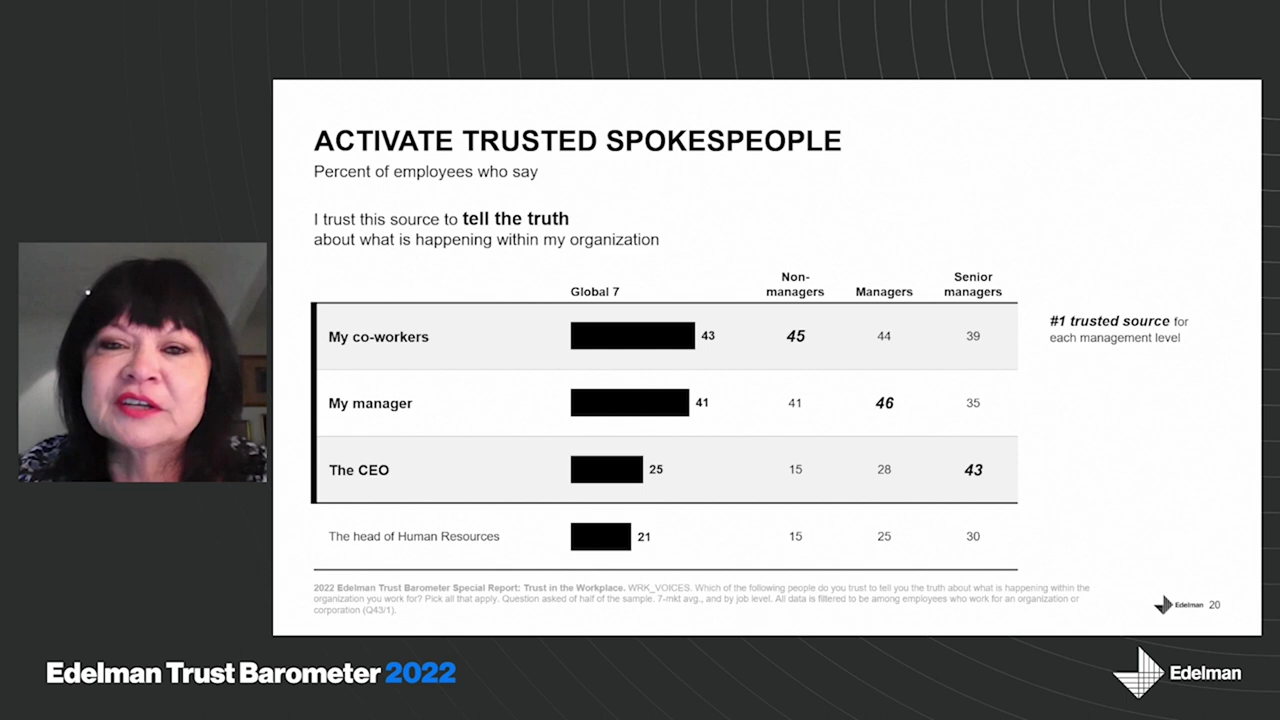 ACTIVATE TRUSTED SPOKESPEOPLE
Percent of employees who say
I trust this source to tell the truth
about what is happening within my organization
Global 7
Non-
managers
Managers
Senior
managers
My co-workers 43 45 44 39
My manager 41 41 46 35
The CEO 25 15 28 43
The head of Human Resources 21 15 25 30
#1 trusted source for
each management level
2022 Edelman Trust Barometer Special Report: Trust in the Workplace. WRK_VOICES. Which of the following people do you trust to tell you the truth about what is happening within the
organization you work for? Pick all that apply. Question asked of half of the sample. 7-mkt avg., and by job level. All data is filtered to be among employees who work for an organization or
corporation (Q43/1).
Edelman 20
Edelman Trust Barometer 2022
Edelman